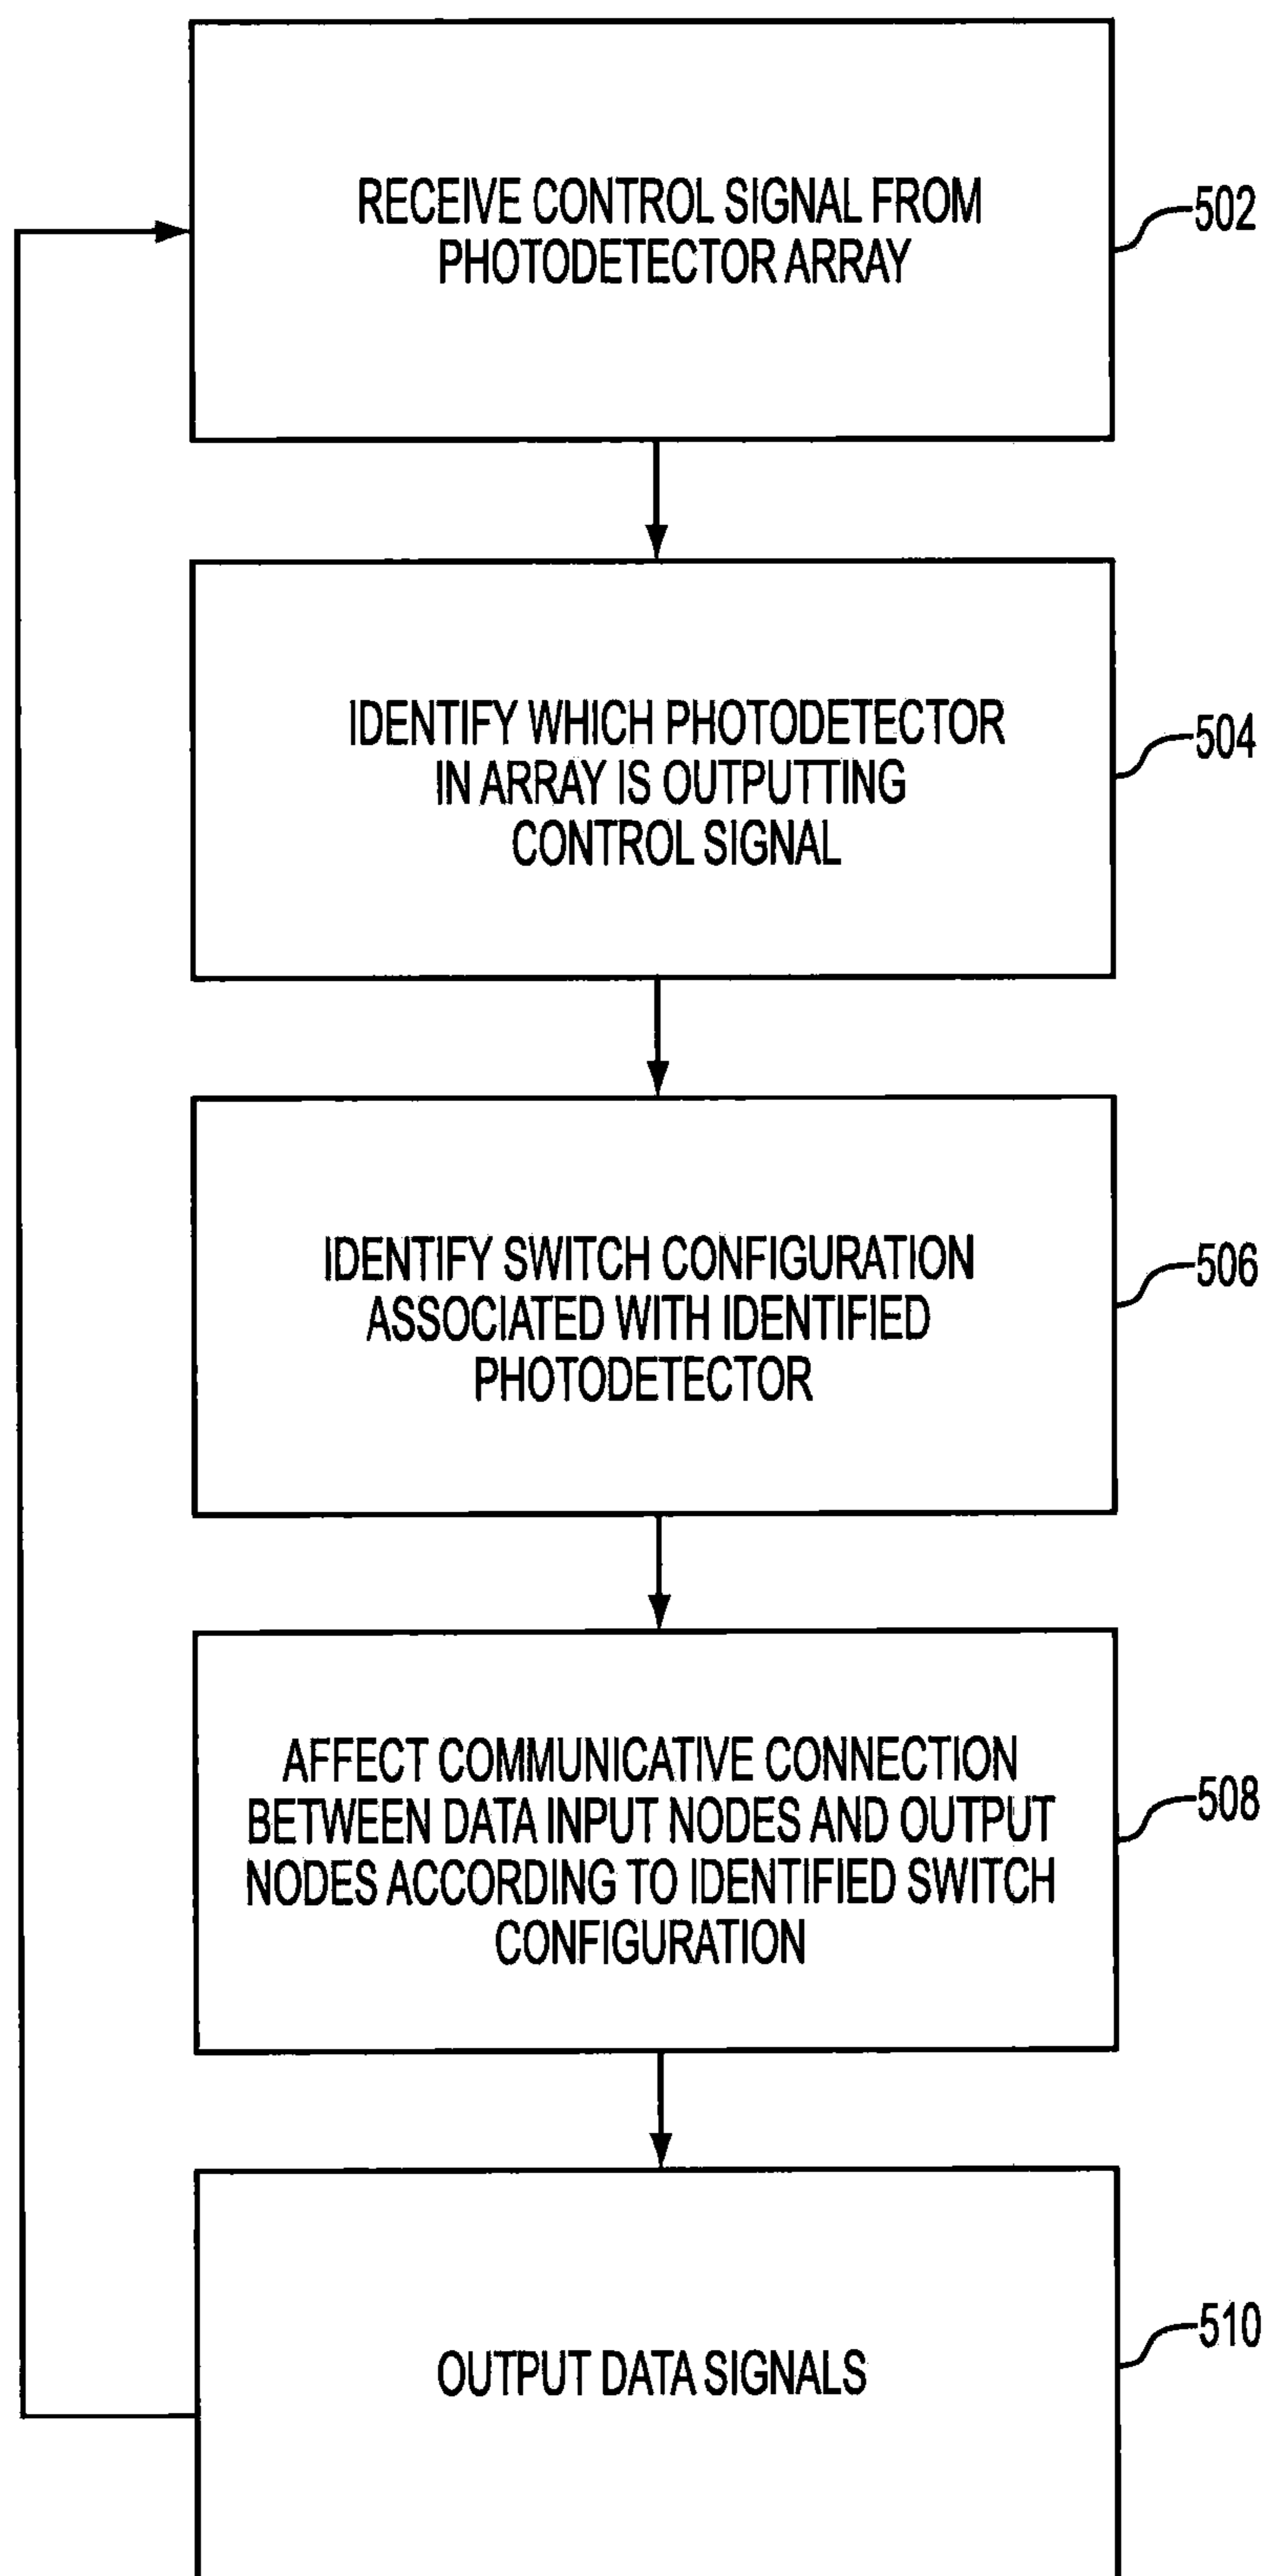 RECEIVE CONTROL SIGNAL FROM
PHOTODETECTOR ARRAY
502
IDENTIFY WHICH PHOTODETECTOR
IN ARRAY IS OUTPUTTING
CONTROL SIGNAL
504
IDENTIFY SWITCH CONFIGURATION
ASSOCIATED WITH IDENTIFIED
PHOTODETECTOR
506
AFFECT COMMUNICATIVE CONNECTION
BETWEEN DATA INPUT NODES AND OUTPUT
NODES ACCORDING TO IDENTIFIED SWITCH
CONFIGURATION
508
OUTPUT DATA SIGNALS
510